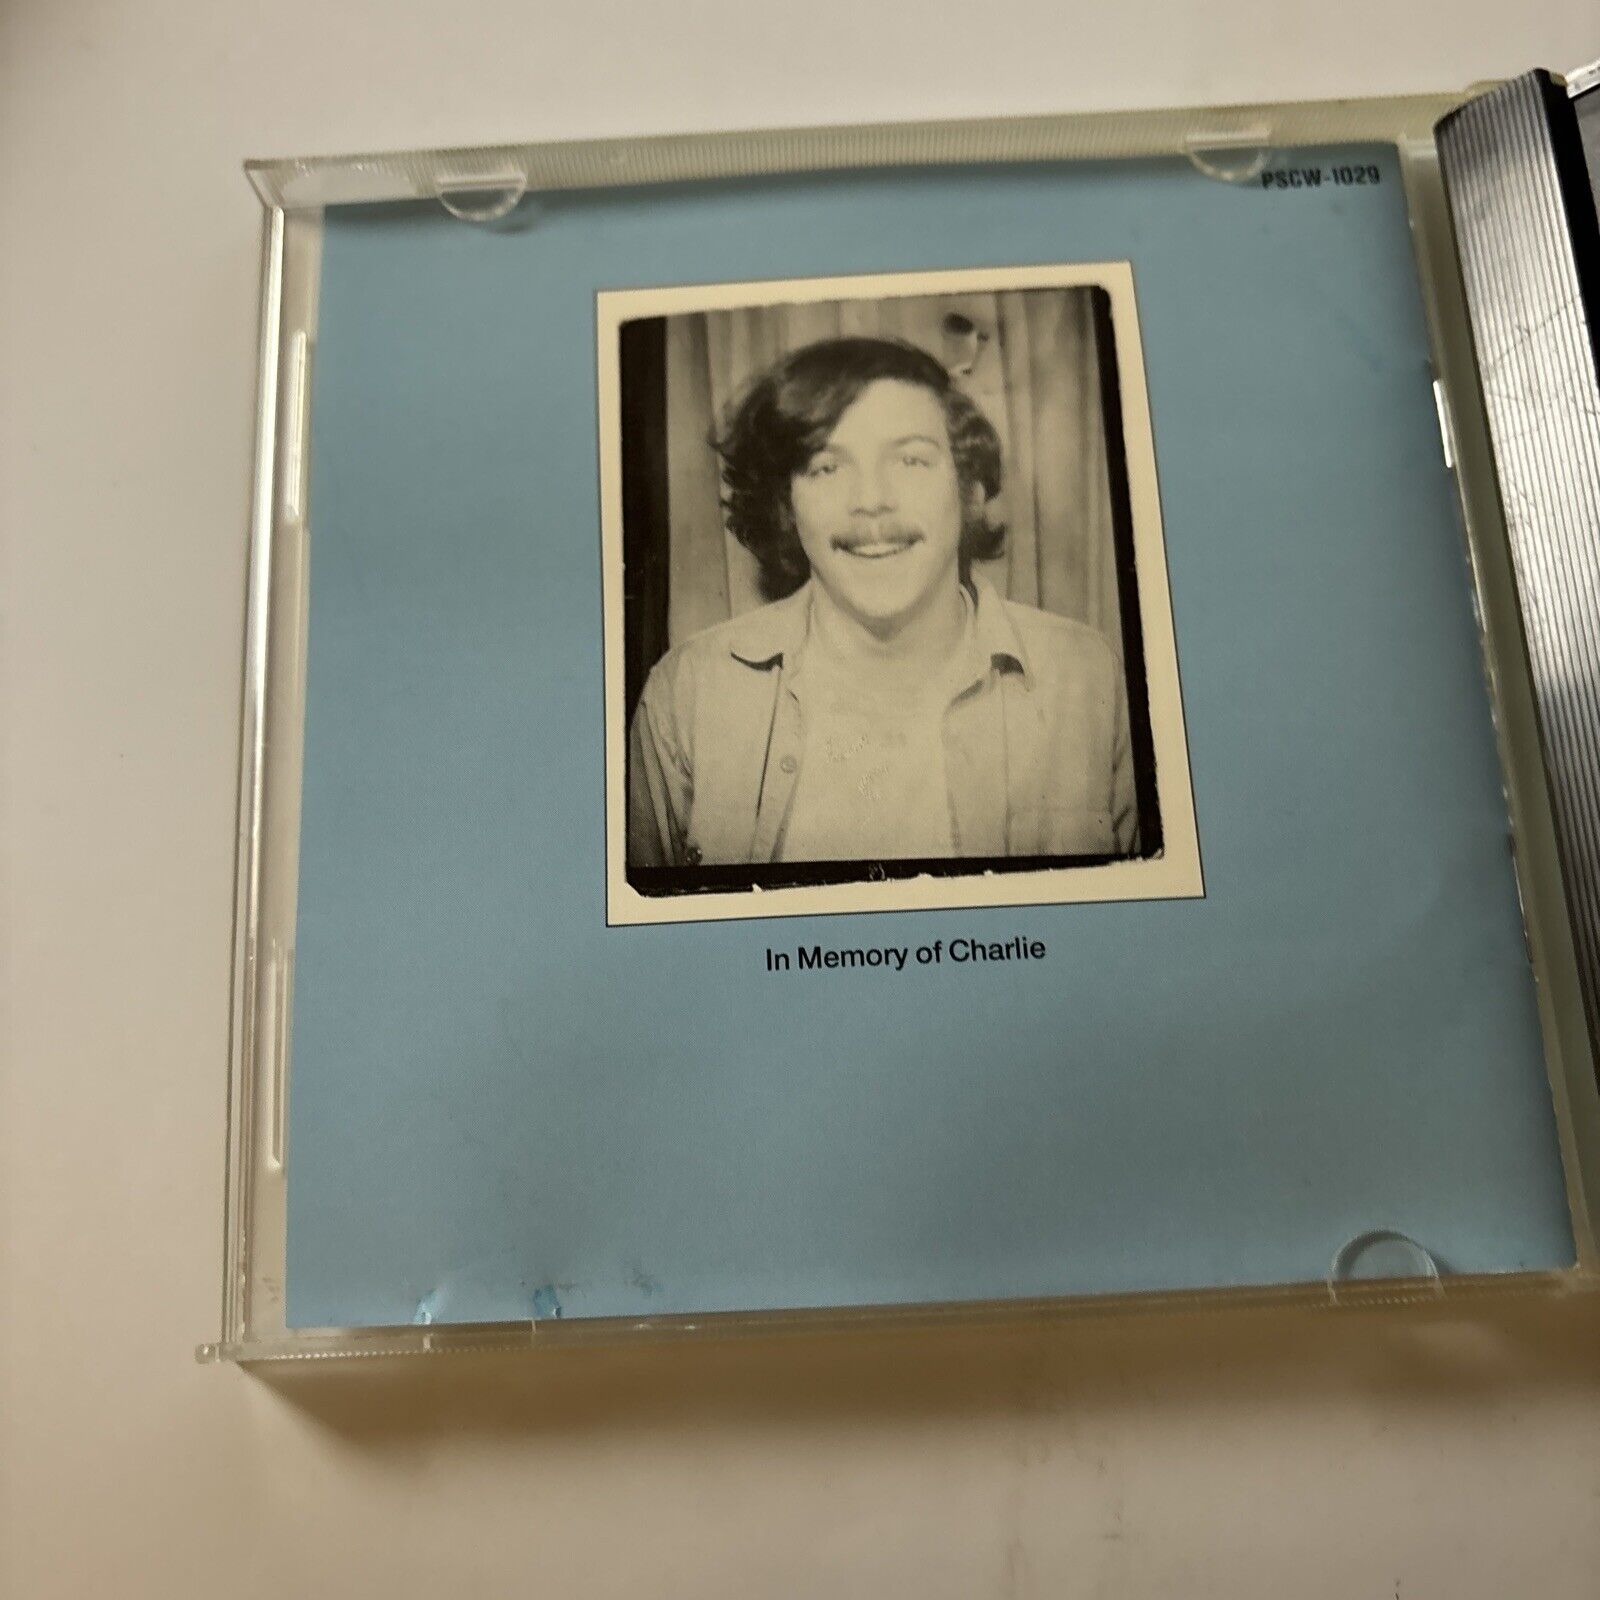 PSCW-1029
In Memory of Charlie